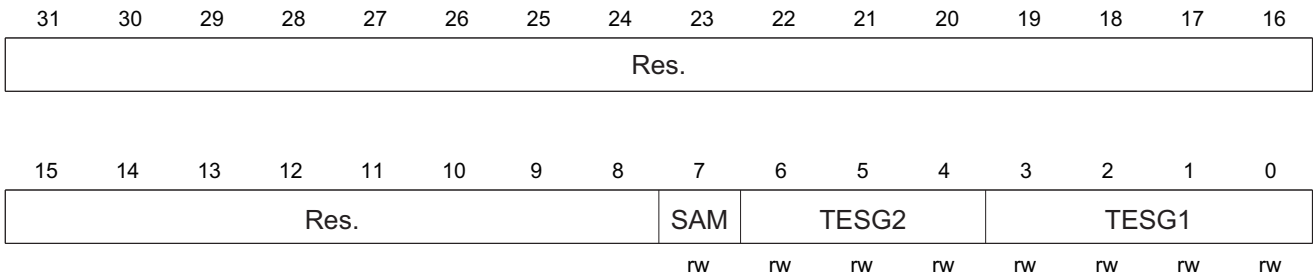 31 30 29 28 27 26 25 24 23 22 21 20 19 18 17 16
Res.
15 14 13 12 11 10 9 8 7 6 5 4 3 2 1 0
Res. SAM TESG2 TESG1
rw rw rw rw rw rw rw rw